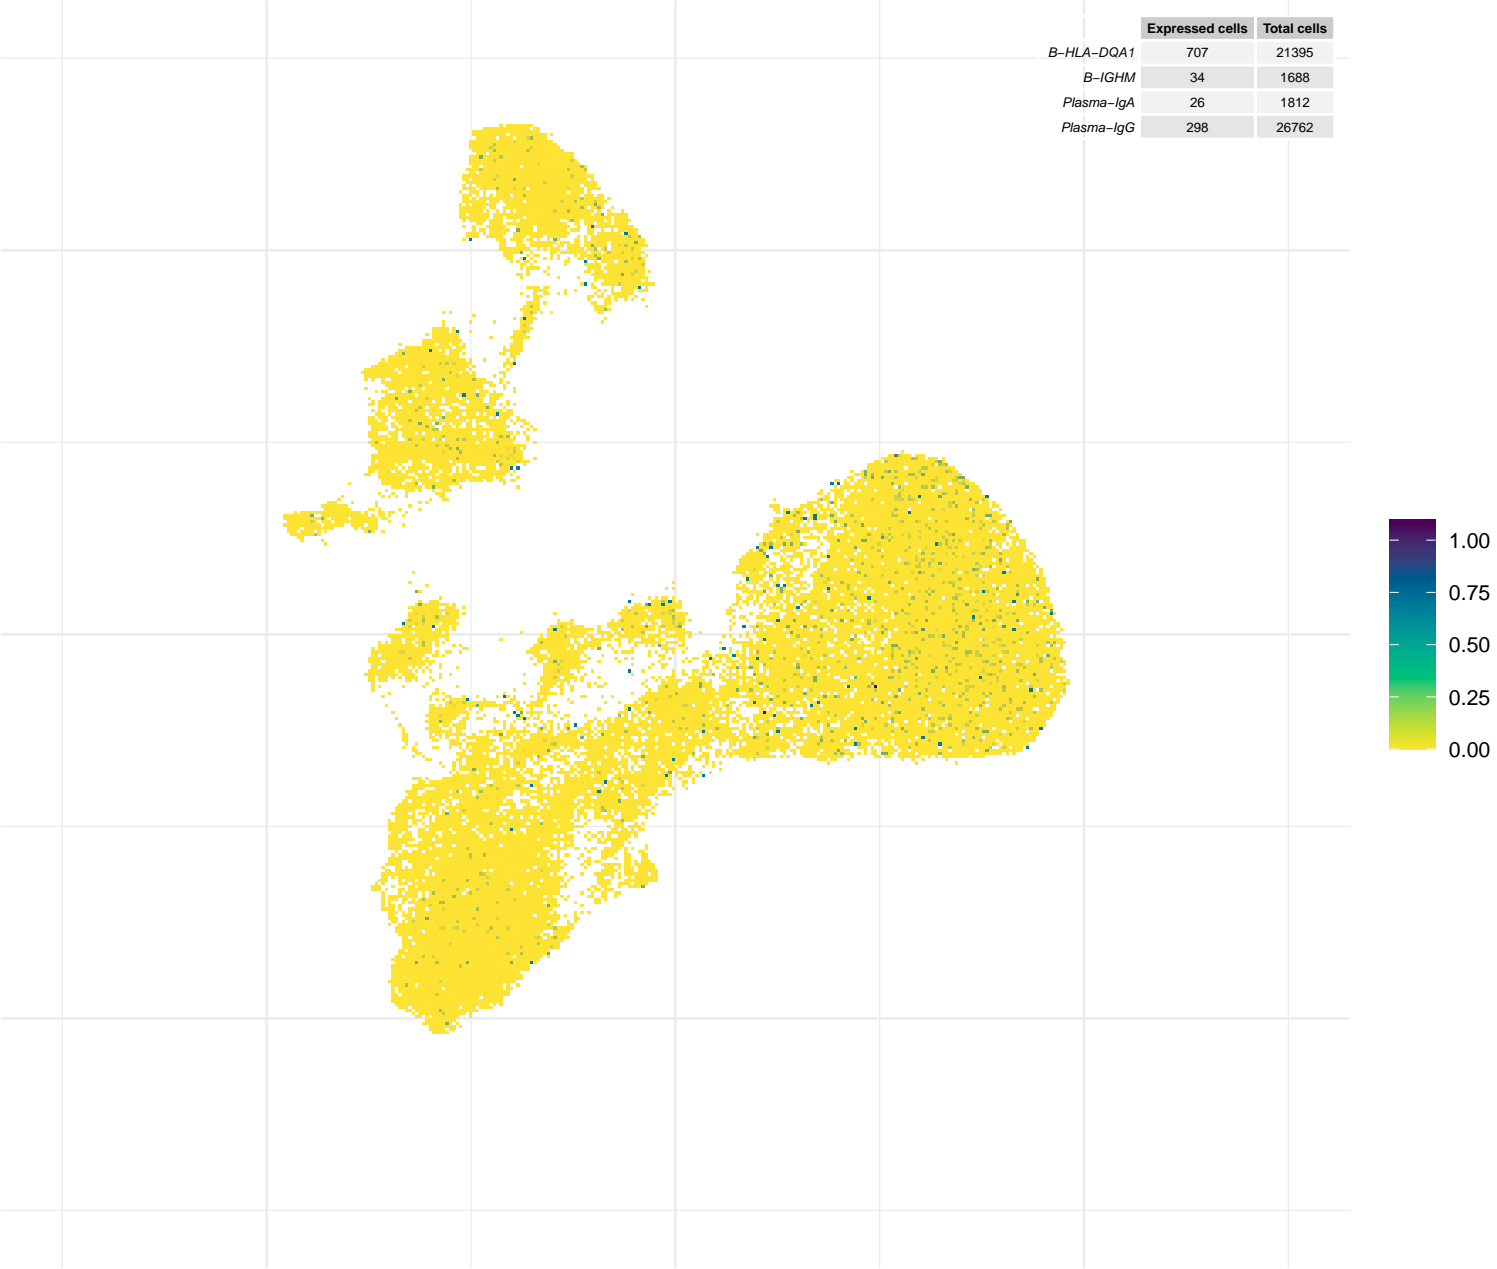 Expressed cells Total cells
B−HLA−DQA1 707 21395
B−IGHM 34 1688
Plasma−IgA 26 1812
Plasma−IgG 298 26762
1.00
0.75
0.50
0.25
0.00